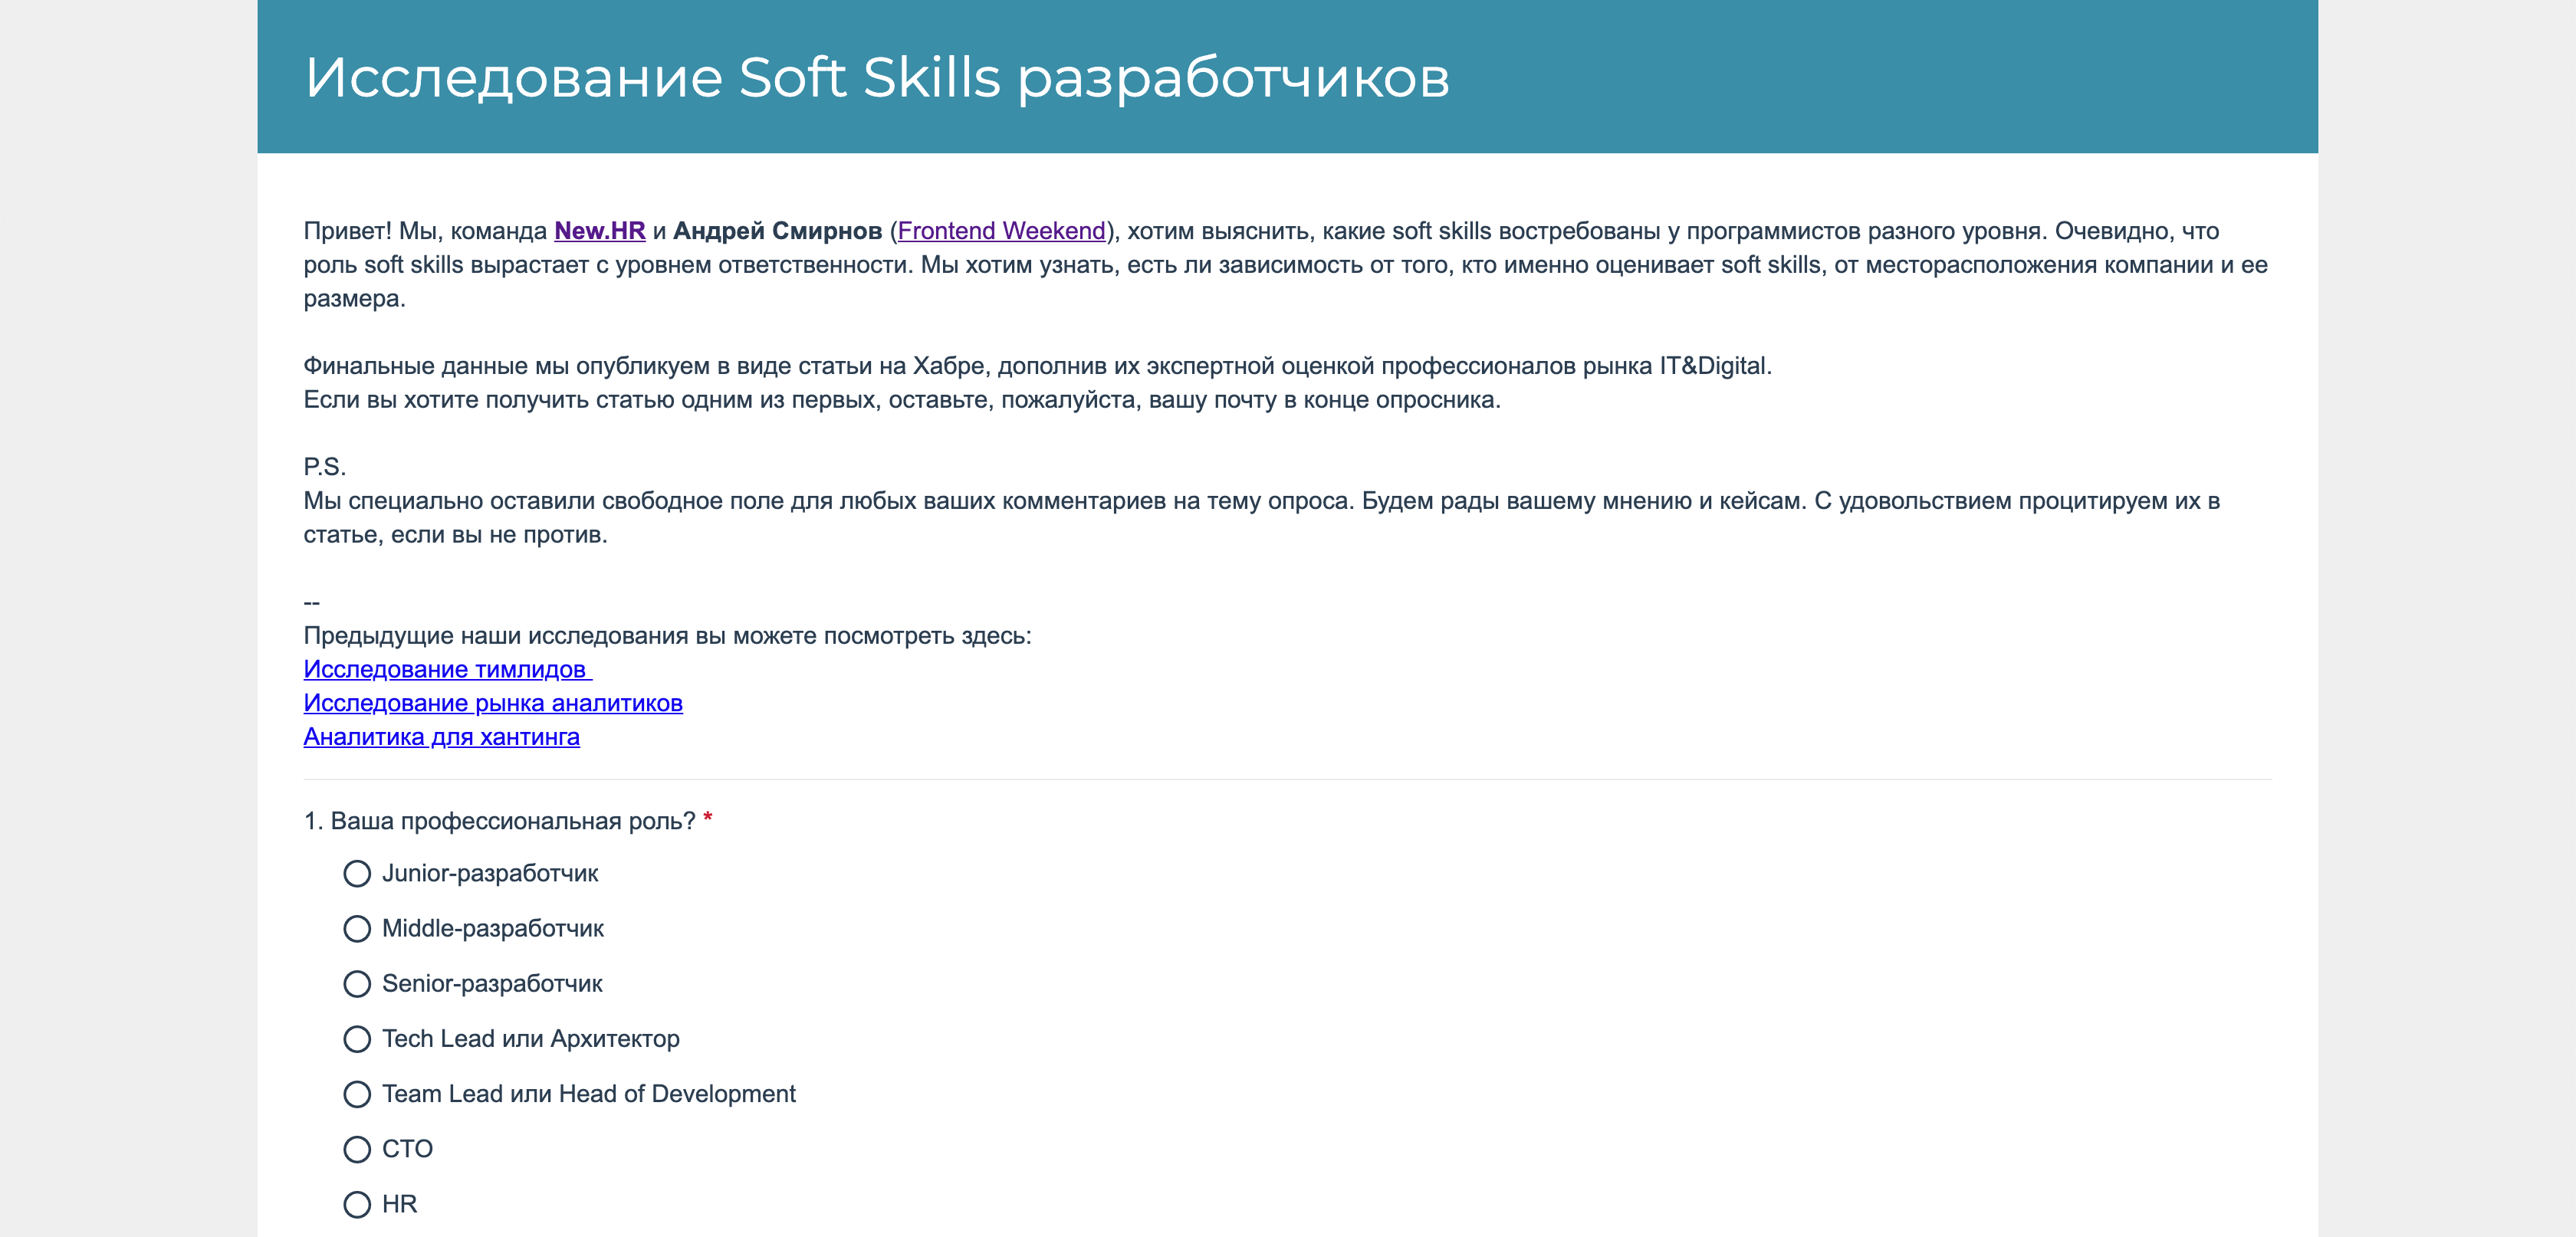 Исследование Soft Skills разработчиков
Привет! Мы, команда New.HR и Андрей Смирнов (Frontend Weekend), хотим выяснить, какие soft skills востребованы у программистов разного уровня. Очевидно, что
роль soft skills вырастает с уровнем ответственности. Мы хотим узнать, есть ли зависимость от того, кто именно оценивает soft skills, от месторасположения компании и ее
размера.
Финальные данные мы опубликуем в виде статьи на Хабре, дополнив их экспертной оценкой профессионалов рынка IT&Digital.
Если вы хотите получить статью одним из первых, оставьте, пожалуйста, вашу почту в конце опросника.
P.S.
Мы специально оставили свободное поле для любых ваших комментариев на тему опроса. Будем рады вашему мнению и кейсам. С удовольствием процитируем их в
статье, если вы не против.
--
Предыдущие наши исследования вы можете посмотреть здесь:
Исследование тимлидов
Исследование рынка аналитиков
Аналитика для хантинга
1. Ваша профессиональная роль? *
Junior-разработчик
Middle-разработчик
Senior-разработчик
Tech Lead или Архитектор
Team Lead или Head of Development
CTO
HR